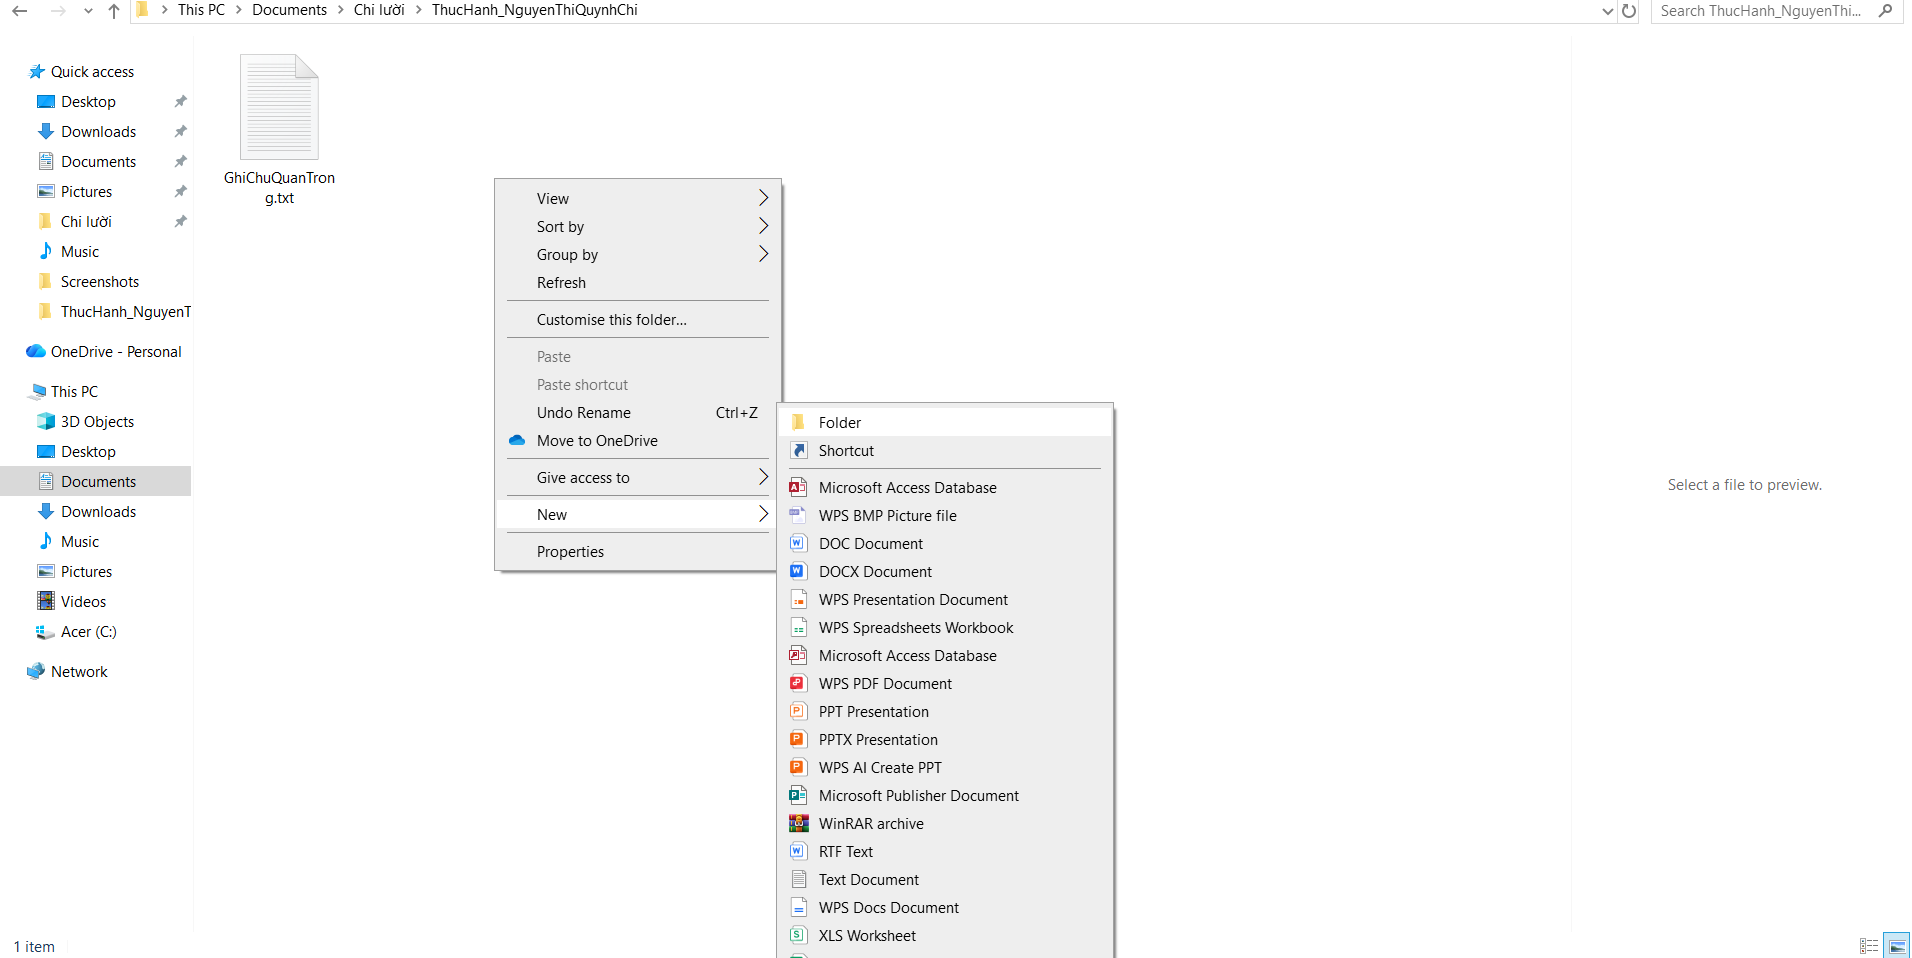 This PC > Documents > Chi lười > ThucHanh_NguyenThiQuynhChi
Search ThucHanh_NguyenThi...
Quick access
Desktop
Downloads
Documents
Pictures
Chi lười
Music
Screenshots
ThucHanh_NguyenT
OneDrive - Personal
This PC
3D Objects
Desktop
Documents
Downloads
Music
Pictures
Videos
Acer (C:)
Network
GhiChuQuanTron
g.txt
View
Sort by
Group by
Refresh
Customise this folder...
Paste
Paste shortcut
Undo Rename Ctrl+Z
Move to OneDrive
Give access to
New
Properties
Folder
Shortcut
Microsoft Access Database
WPS BMP Picture file
DOC Document
DOCX Document
WPS Presentation Document
WPS Spreadsheets Workbook
Microsoft Access Database
WPS PDF Document
PPT Presentation
PPTX Presentation
WPS AI Create PPT
Microsoft Publisher Document
WinRAR archive
RTF Text
Text Document
WPS Docs Document
XLS Worksheet
Select a file to preview.
1 item